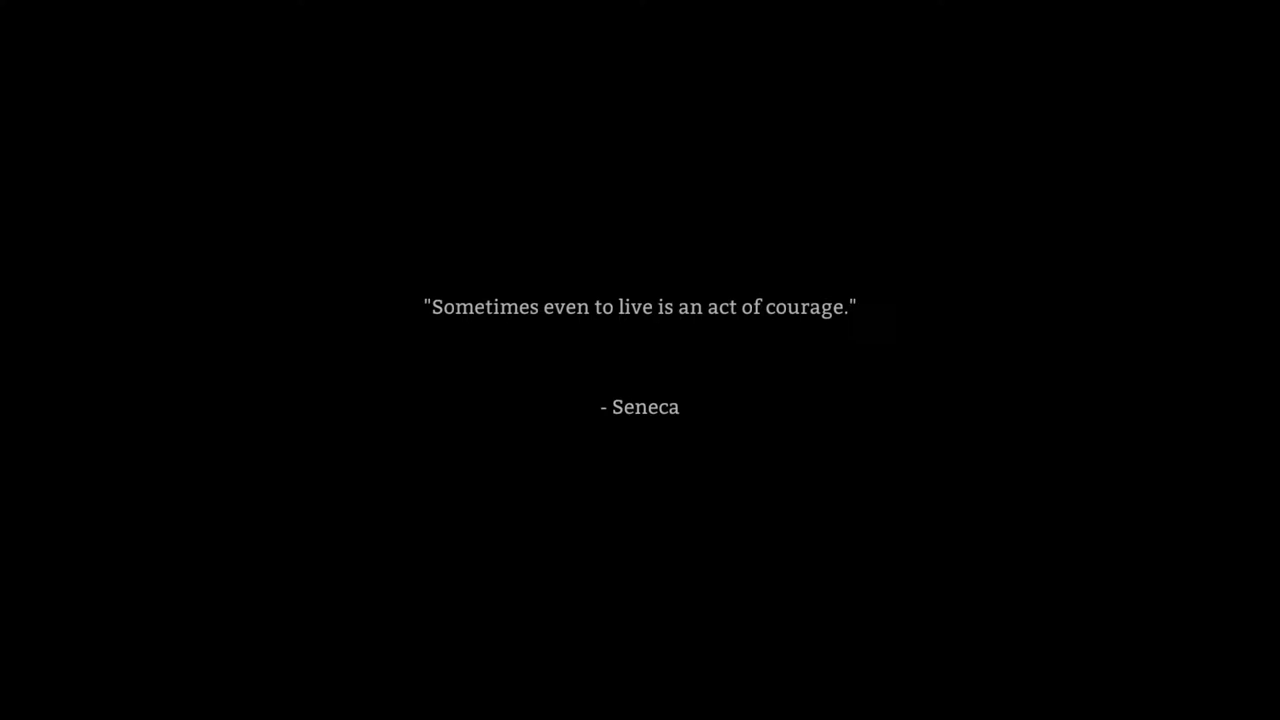 "Sometimes even to live is an act of courage."
- Seneca